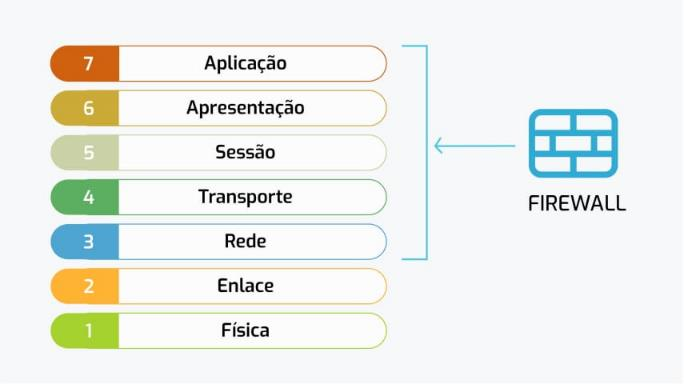 7 Aplicação
6 Apresentação
5 Sessão
4 Transporte
3 Rede
2 Enlace
1 Física
FIREWALL